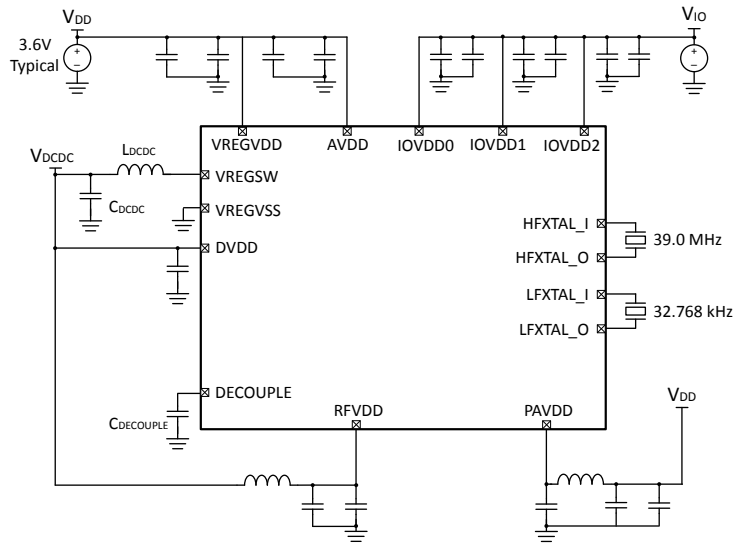 VDD
VIO
3.6V
Typical
+
−
+
−
VREGVDD
AVDD
IOVDD0
IOVDD1
IOVDD2
VDCDC
LDCDC
VREGSW
CDCDC
VREGVSS
DVDD
HFXTAL_I
39.0 MHz
HFXTAL_O
LFXTAL_I
32.768 kHz
LFXTAL_O
DECOUPLE
CDECOUPLE
RFVDD
PAVDD
VDD